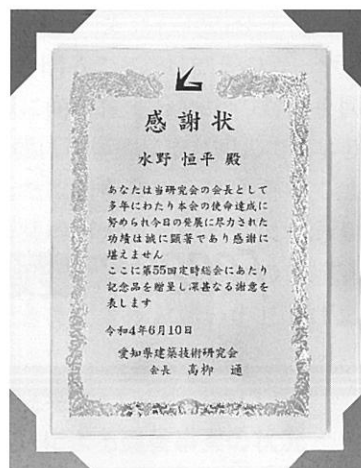 感謝状
水野 恒平 殿
あなたは当研究会の会長として
多年にわたり本会の使命達成に
努められ今日の発展に尽力された
功績は誠に顕著であり感謝に
堪えません
ここに第55回定時総会にあたり
記念品を贈呈し深甚なる謝意を
表します
令和4年6月10日
愛知県建築技術研究会
会長 高栁 通